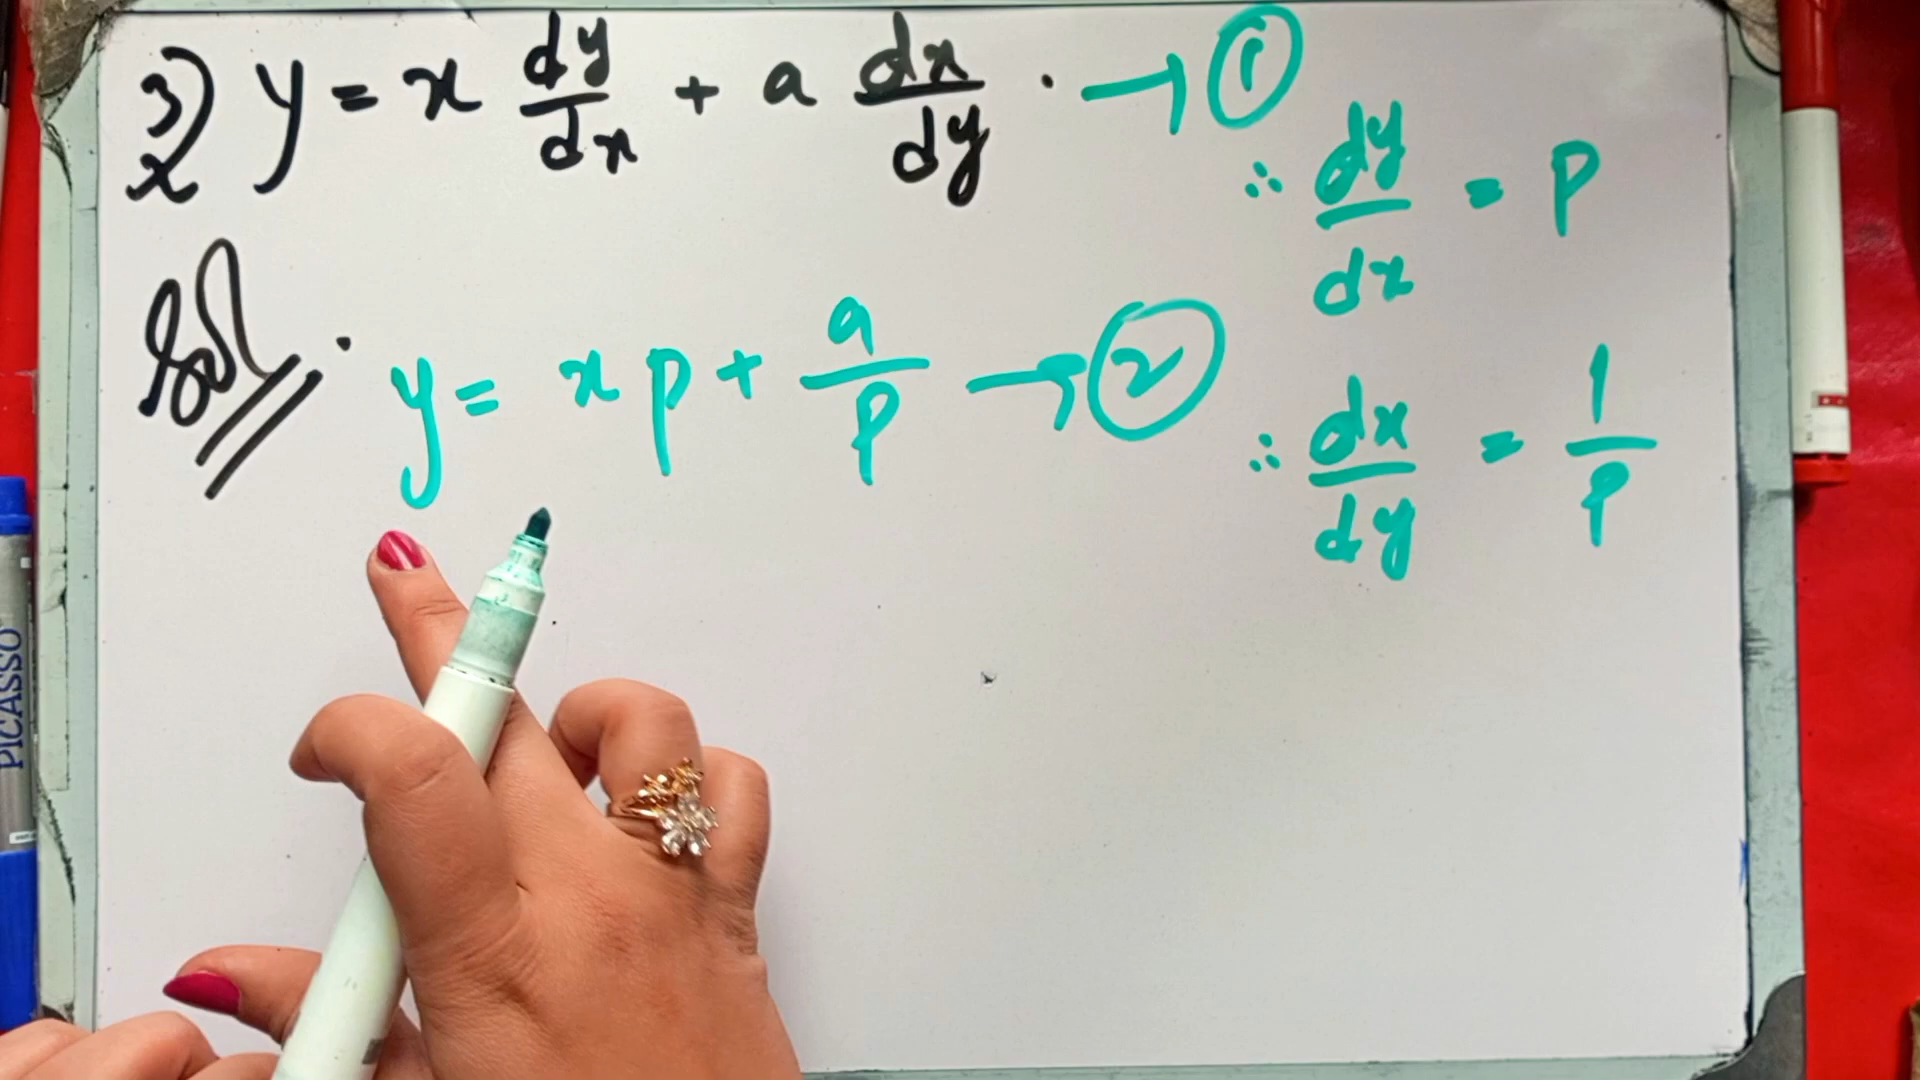 3) y = x dy/dx + a dx/dy . → ①
∴ dy/dx = p
Sol. y = xp + a/p → ②
∴ dx/dy = 1/p
PICASSO